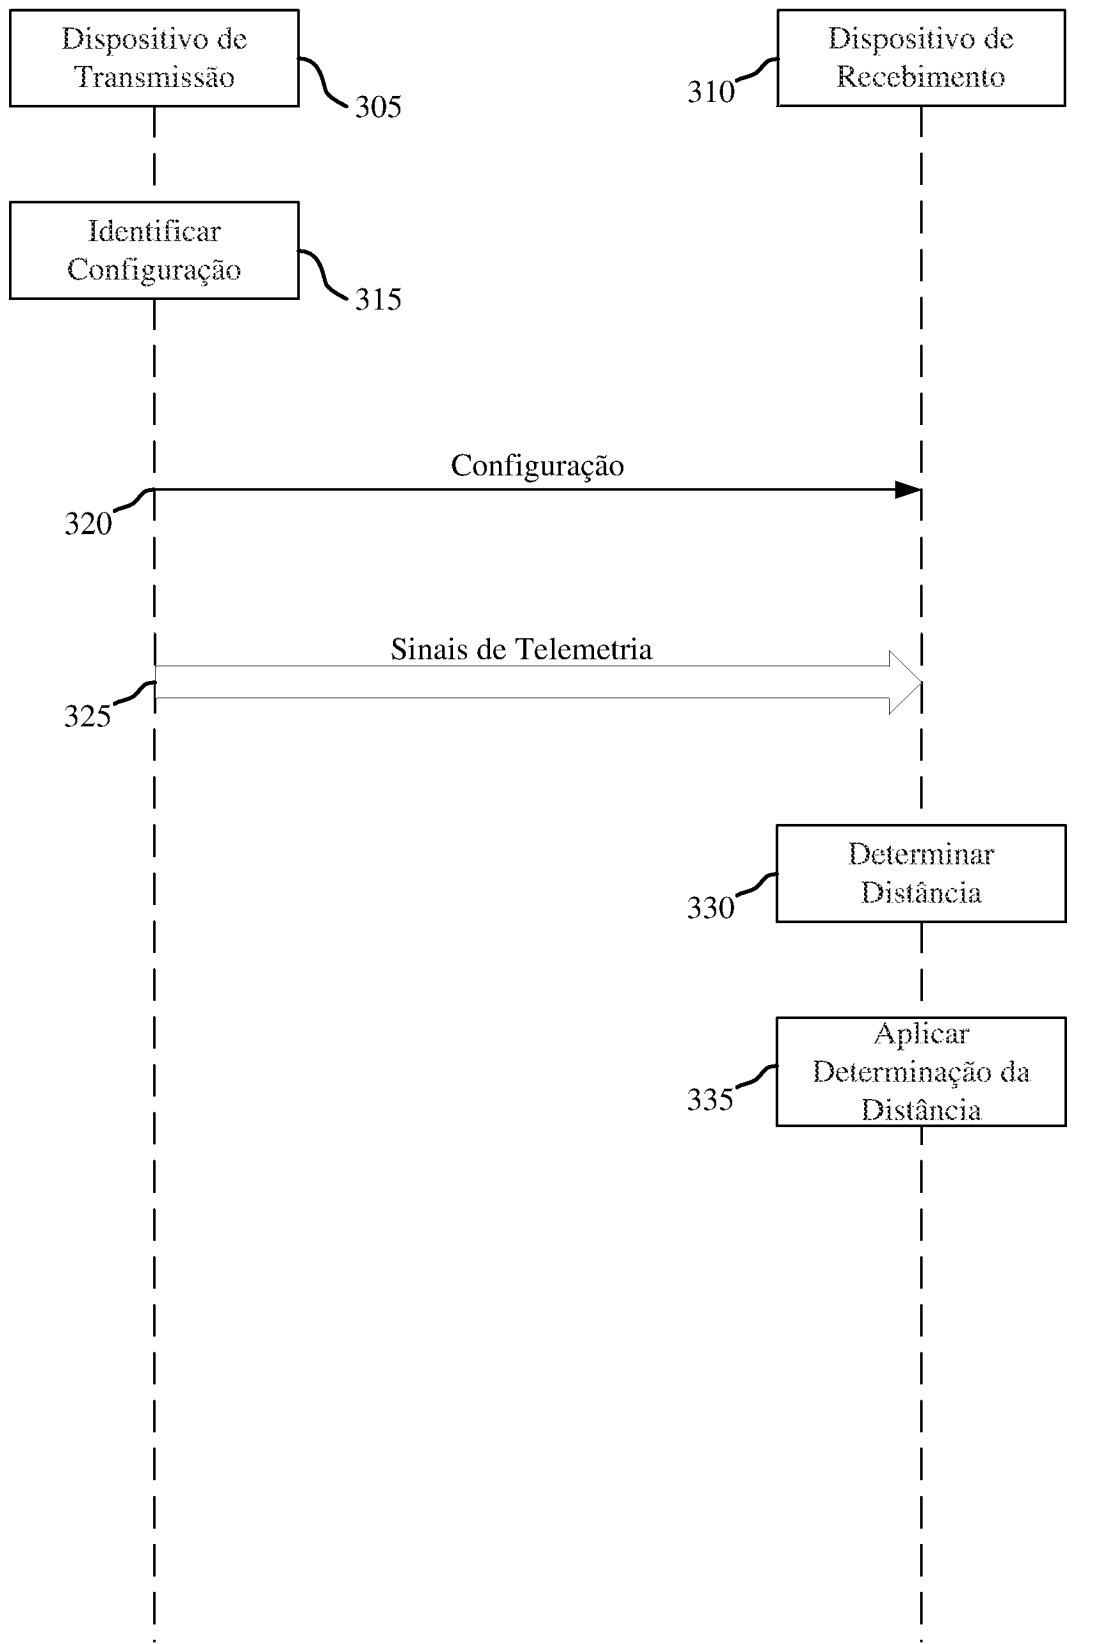 Dispositivo de
Transmissão
305
Dispositivo de
Recebimento
310
Identificar
Configuração
315
Configuração
320
Sinais de Telemetria
325
Determinar
Distância
330
Aplicar
Determinação da
Distância
335